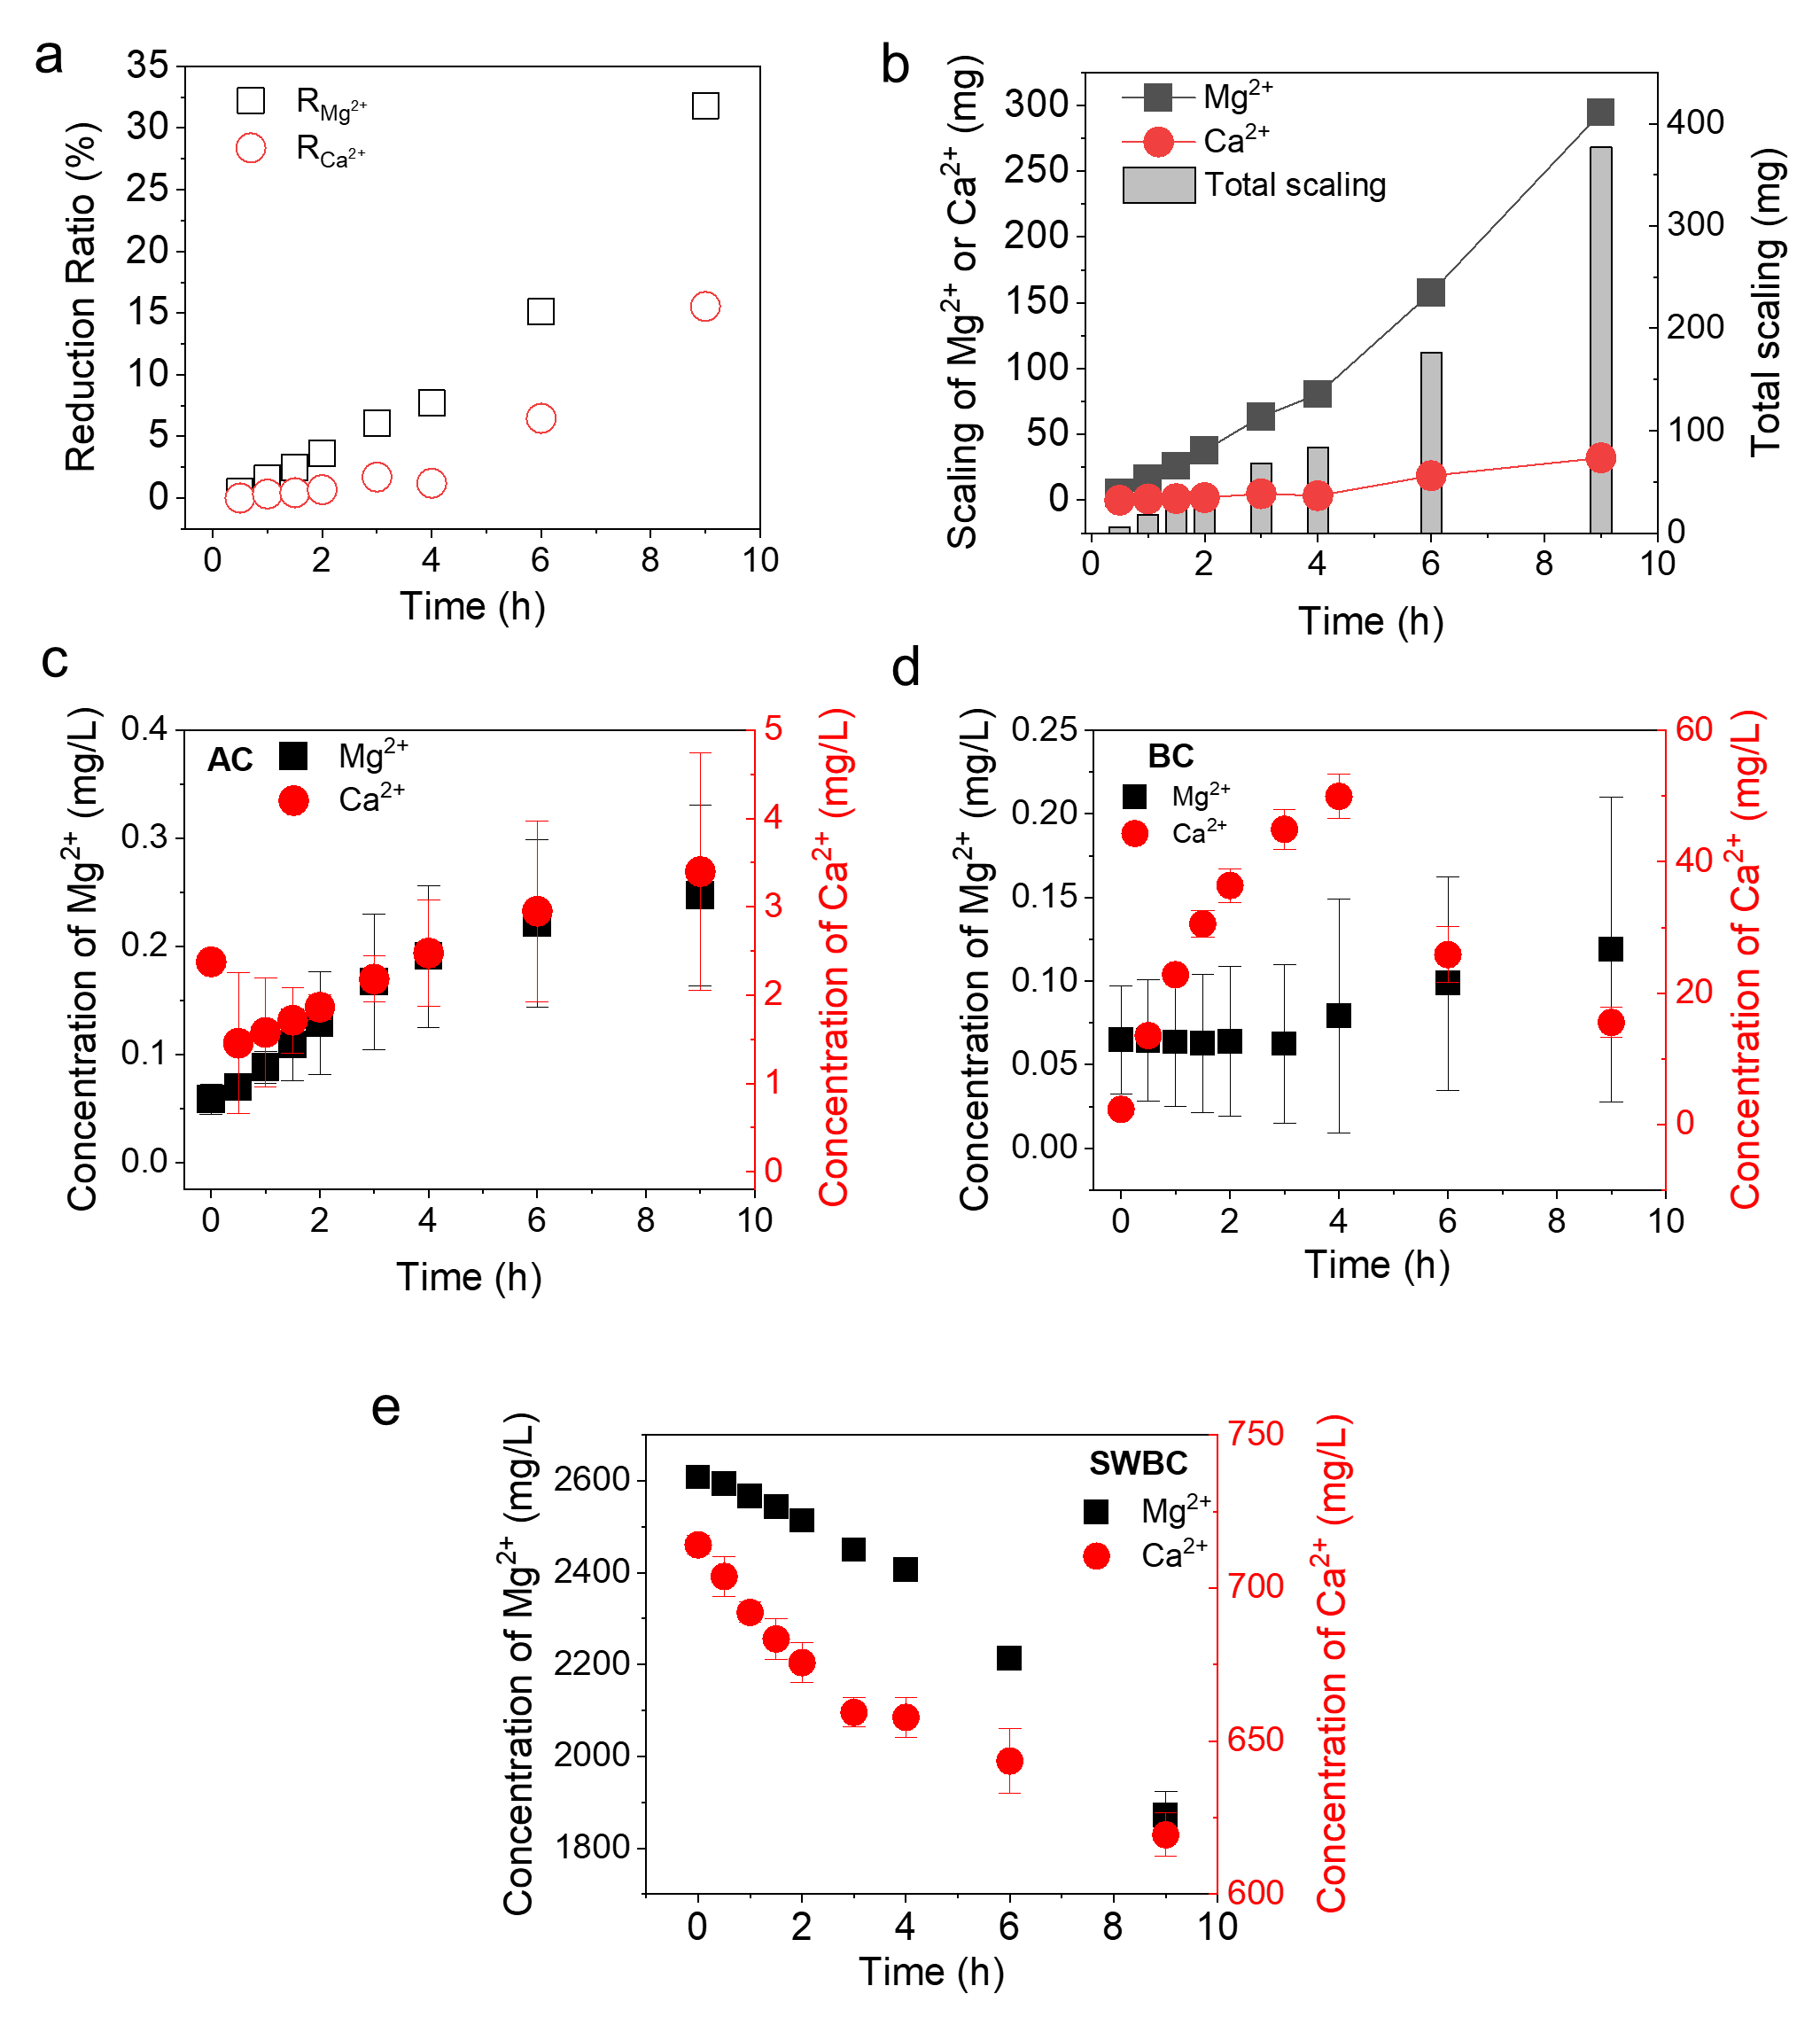 a
35
30
25
20
15
10
5
0
Reduction Ratio (%)
R_Mg²⁺
R_Ca²⁺
0 2 4 6 8 10
Time (h)
b
300
250
200
150
100
50
0
Scaling of Mg²⁺ or Ca²⁺ (mg)
Mg²⁺
Ca²⁺
Total scaling
400
300
200
100
0
Total scaling (mg)
0 2 4 6 8 10
Time (h)
c
0.4
0.3
0.2
0.1
0.0
Concentration of Mg²⁺ (mg/L)
AC
Mg²⁺
Ca²⁺
5
4
3
2
1
0
Concentration of Ca²⁺ (mg/L)
0 2 4 6 8 10
Time (h)
d
0.25
0.20
0.15
0.10
0.05
0.00
Concentration of Mg²⁺ (mg/L)
BC
Mg²⁺
Ca²⁺
60
40
20
0
Concentration of Ca²⁺ (mg/L)
0 2 4 6 8 10
Time (h)
e
2600
2400
2200
2000
1800
Concentration of Mg²⁺ (mg/L)
SWBC
Mg²⁺
Ca²⁺
750
700
650
600
Concentration of Ca²⁺ (mg/L)
0 2 4 6 8 10
Time (h)